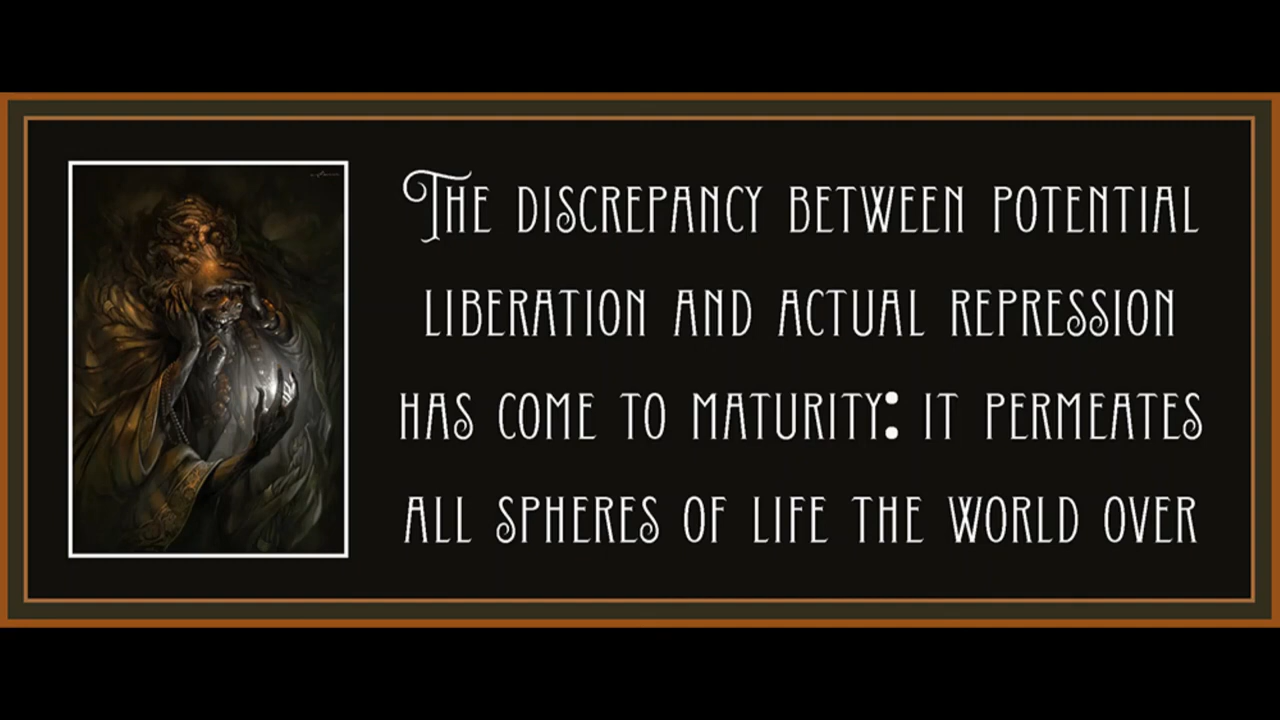 The discrepancy between potential
liberation and actual repression
has come to maturity: it permeates
all spheres of life the world over